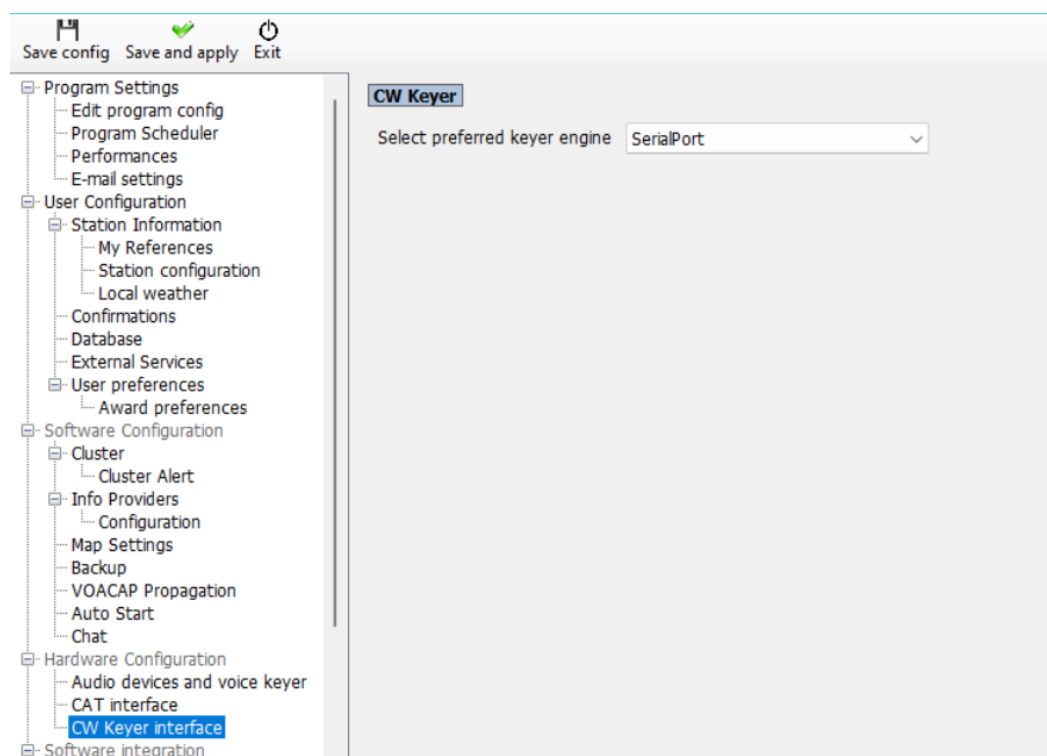 Save config Save and apply Exit
Program Settings
Edit program config
Program Scheduler
Performances
E-mail settings
User Configuration
Station Information
My References
Station configuration
Local weather
Confirmations
Database
External Services
User preferences
Award preferences
Software Configuration
Cluster
Cluster Alert
Info Providers
Configuration
Map Settings
Backup
VOACAP Propagation
Auto Start
Chat
Hardware Configuration
Audio devices and voice keyer
CAT interface
CW Keyer interface
Software integration
CW Keyer
Select preferred keyer engine SerialPort